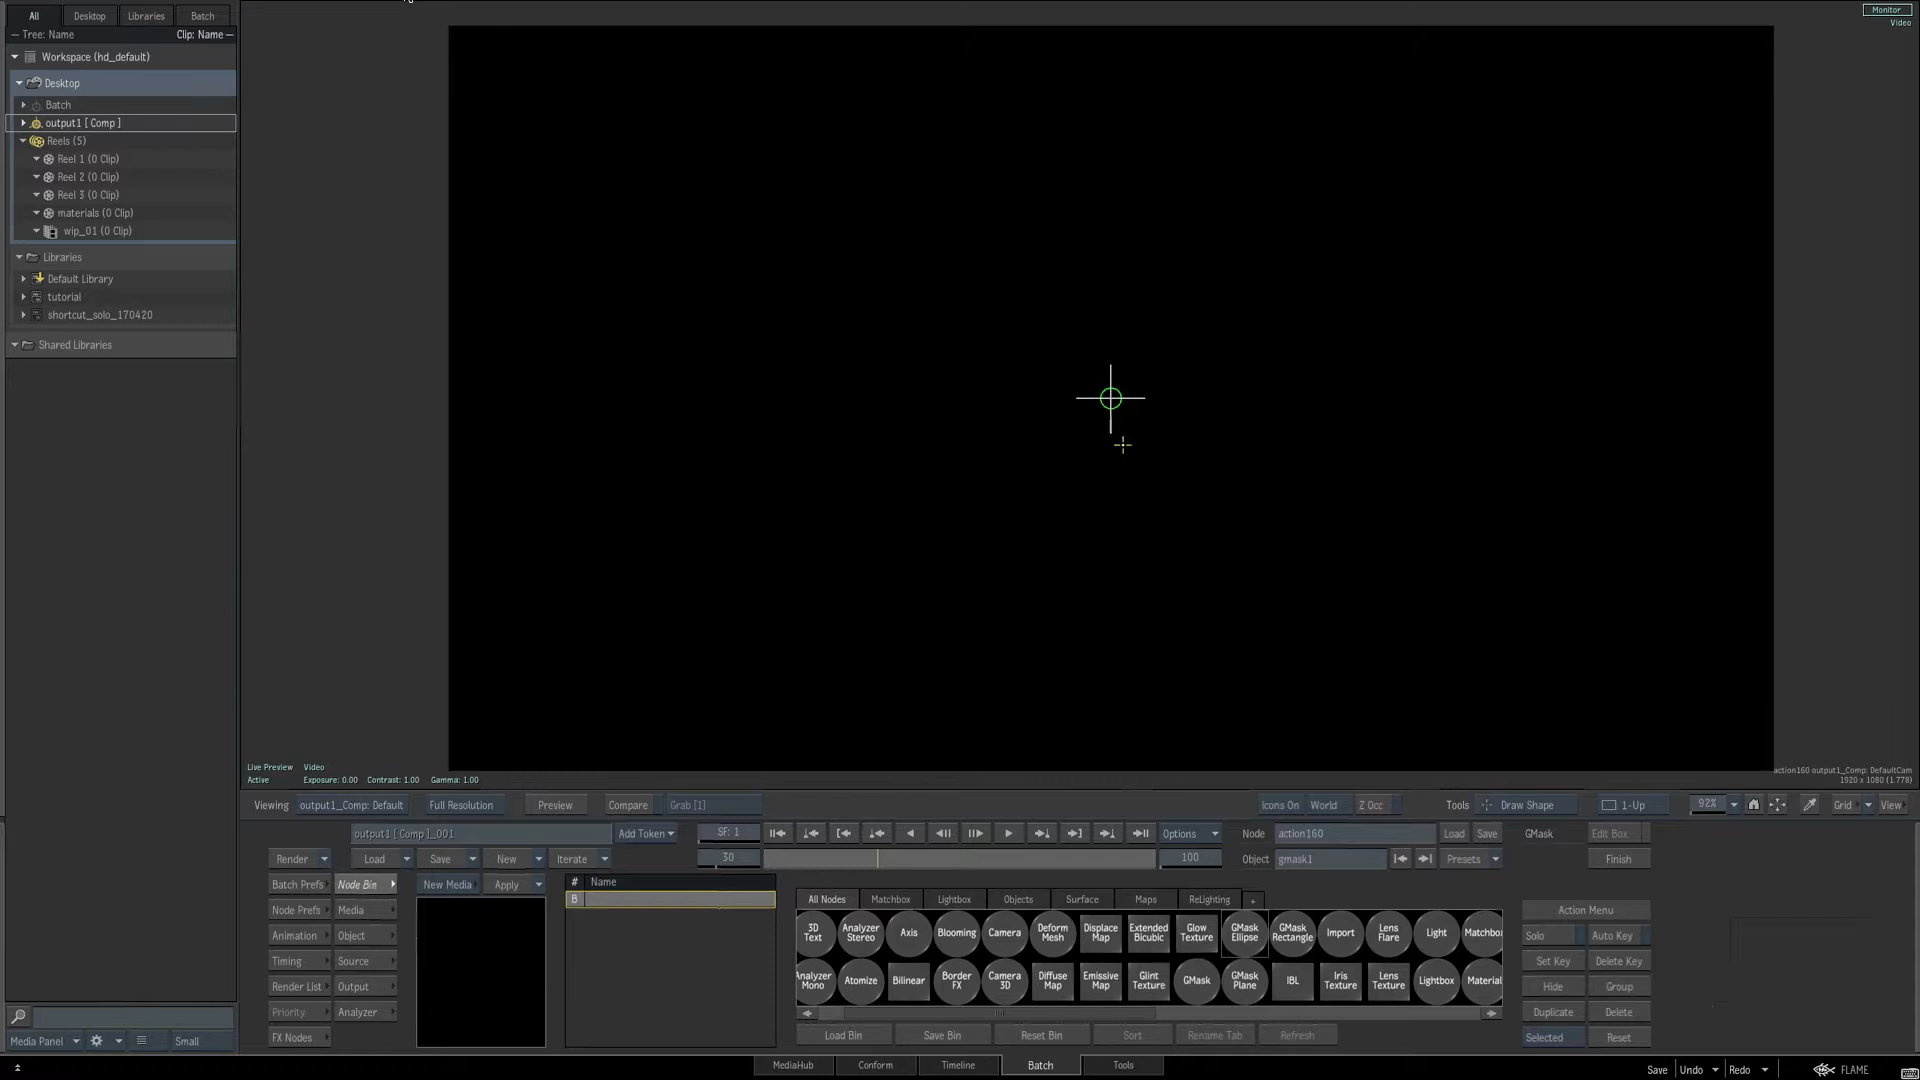 All Desktop Libraries Batch
Tree: Name Clip: Name
Workspace (hd_default)
Desktop
Batch
output1 [ Comp ]
Reels (5)
Reel 1 (0 Clip)
Reel 2 (0 Clip)
Reel 3 (0 Clip)
materials (0 Clip)
wip_01 (0 Clip)
Libraries
Default Library
tutorial
shortcut_solo_170420
Shared Libraries
Monitor
Video
Live Preview Video
Active Exposure: 0.00 Contrast: 1.00 Gamma: 1.00
action160 output1_Comp: DefaultCam
1920 x 1080 (1.778)
Viewing output1_Comp: Default Full Resolution Preview Compare Grab [1] Icons On World Z Occ Tools Draw Shape 1-Up 92% Grid View
output1 [ Comp ]_001 Add Token SF: 1 Options Node action160 Load Save GMask Edit Box
Render Load Save New Iterate 30 100 Object gmask1 Presets Finish
Batch Prefs Node Bin New Media Apply # Name
Node Prefs Media B All Nodes Matchbox Lightbox Objects Surface Maps ReLighting +
Animation Object
Timing Source
Render List Output
Priority Analyzer
FX Nodes
3D Text Analyzer Stereo Axis Blooming Camera Deform Mesh Displace Map Extended Bicubic Glow Texture GMask Ellipse GMask Rectangle Import Lens Flare Light Matchbo
Analyzer Mono Atomize Bilinear Border FX Camera 3D Diffuse Map Emissive Map Glint Texture GMask GMask Plane IBL Iris Texture Lens Texture Lightbox Material
Load Bin Save Bin Reset Bin Sort Rename Tab Refresh
Action Menu
Solo Auto Key
Set Key Delete Key
Hide Group
Duplicate Delete
Selected Reset
Media Panel Small
MediaHub Conform Timeline Batch Tools
Save Undo Redo FLAME